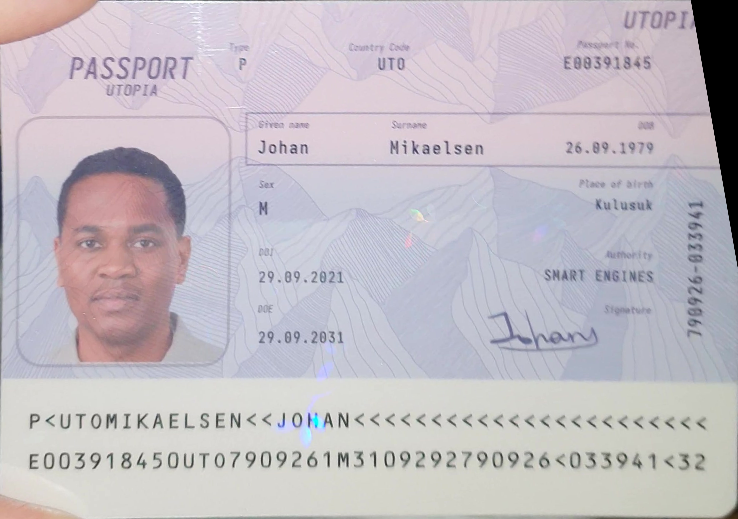 UTOPIA
PASSPORT
UTOPIA
Type
P
Country Code
UTO
Passport No.
E00391845
Given name
Johan
Surname
Mikaelsen
DOB
26.09.1979
Sex
M
Place of birth
Kulusuk
DOI
29.09.2021
Authority
SMART ENGINES
DOE
29.09.2031
Signature
Johans
790926-033941
P<UTOMIKAELSEN<<JOHAN<<<<<<<<<<<<<<<<<<<<<<<
E003918450UTO7909261M3109292790926<033941<32